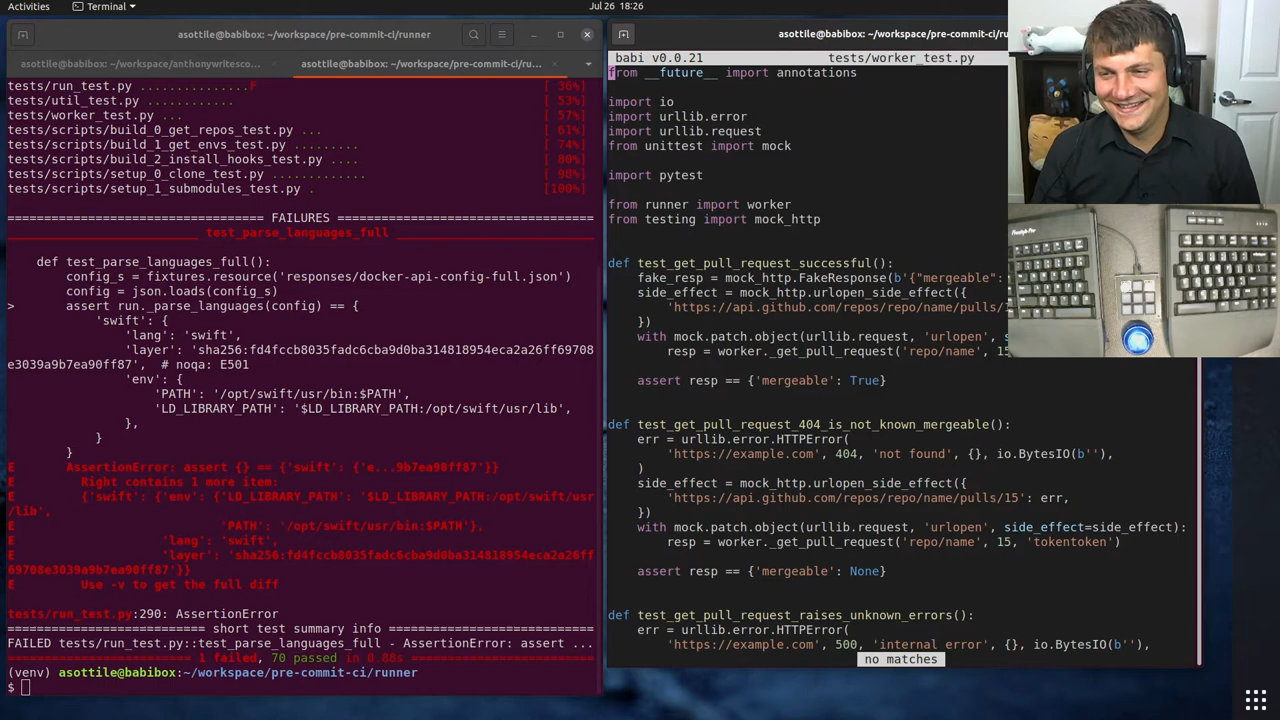 Activities
Terminal
Jul 26 18:26
asottile@babibox: ~/workspace/pre-commit-ci/runner
asottile@babibox: ~/workspace/anthonywritesco...
asottile@babibox: ~/workspace/pre-commit-ci/ru...
tests/run_test.py ...............F [ 36%]
tests/util_test.py ............ [ 53%]
tests/worker_test.py ... [ 57%]
tests/scripts/build_0_get_repos_test.py ... [ 61%]
tests/scripts/build_1_get_envs_test.py ......... [ 74%]
tests/scripts/build_2_install_hooks_test.py .... [ 80%]
tests/scripts/setup_0_clone_test.py ............. [ 98%]
tests/scripts/setup_1_submodules_test.py . [100%]
=================================== FAILURES ===================================
__________________________ test_parse_languages_full ___________________________
def test_parse_languages_full():
config_s = fixtures.resource('responses/docker-api-config-full.json')
config = json.loads(config_s)
> assert run._parse_languages(config) == {
'swift': {
'lang': 'swift',
'layer': 'sha256:fd4fccb8035fadc6cba9d0ba314818954eca2a26ff69708
e3039a9b7ea90ff87', # noqa: E501
'env': {
'PATH': '/opt/swift/usr/bin:$PATH',
'LD_LIBRARY_PATH': '$LD_LIBRARY_PATH:/opt/swift/usr/lib',
},
}
}
E AssertionError: assert {} == {'swift': {'e...9b7ea90ff87'}}
E Right contains 1 more item:
E {'swift': {'env': {'LD_LIBRARY_PATH': '$LD_LIBRARY_PATH:/opt/swift/usr
/lib',
E 'PATH': '/opt/swift/usr/bin:$PATH'},
E 'lang': 'swift',
E 'layer': 'sha256:fd4fccb8035fadc6cba9d0ba314818954eca2a26ff
69708e3039a9b7ea90ff87'}}
E Use -v to get the full diff
tests/run_test.py:290: AssertionError
=========================== short test summary info ============================
FAILED tests/run_test.py::test_parse_languages_full - AssertionError: assert ...
========================= 1 failed, 70 passed in 0.88s =========================
(venv) asottile@babibox:~/workspace/pre-commit-ci/runner
$
asottile@babibox: ~/workspace/pre-commit-ci/ru
babi v0.0.21 tests/worker_test.py
from __future__ import annotations
import io
import urllib.error
import urllib.request
from unittest import mock
import pytest
from runner import worker
from testing import mock_http
def test_get_pull_request_successful():
fake_resp = mock_http.FakeResponse(b'{"mergeable":
side_effect = mock_http.urlopen_side_effect({
'https://api.github.com/repos/repo/name/pulls/1
})
with mock.patch.object(urllib.request, 'urlopen', s
resp = worker._get_pull_request('repo/name', 15
assert resp == {'mergeable': True}
def test_get_pull_request_404_is_not_known_mergeable():
err = urllib.error.HTTPError(
'https://example.com', 404, 'not found', {}, io.BytesIO(b''),
)
side_effect = mock_http.urlopen_side_effect({
'https://api.github.com/repos/repo/name/pulls/15': err,
})
with mock.patch.object(urllib.request, 'urlopen', side_effect=side_effect):
resp = worker._get_pull_request('repo/name', 15, 'tokentoken')
assert resp == {'mergeable': None}
def test_get_pull_request_raises_unknown_errors():
err = urllib.error.HTTPError(
'https://example.com', 500, 'internal error', {}, io.BytesIO(b''),
no matches